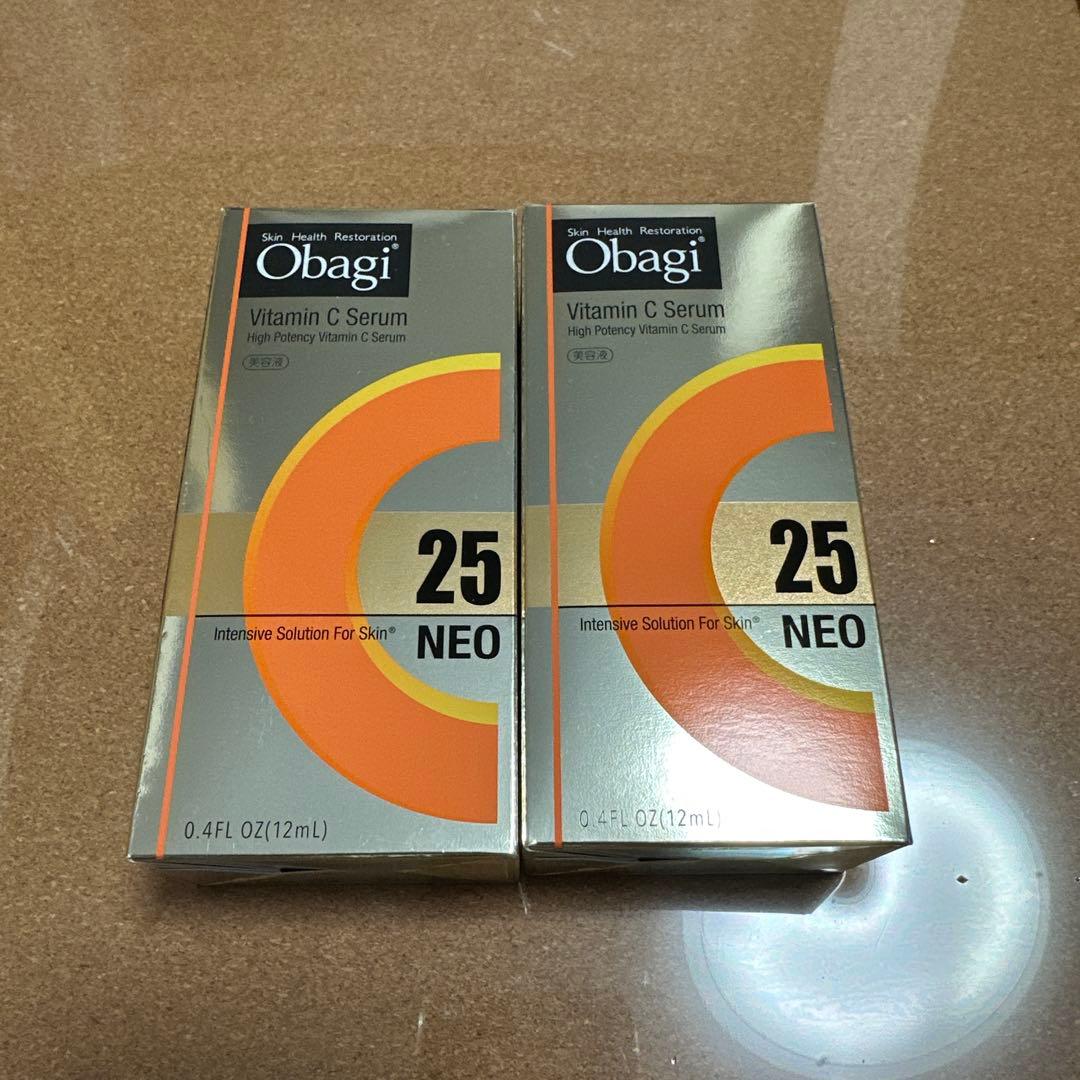 Skin Health Restoration
Obagi®
Vitamin C Serum
High Potency Vitamin C Serum
美容液
25
Intensive Solution For Skin®
NEO
0.4FL OZ(12mL)
Skin Health Restoration
Obagi®
Vitamin C Serum
High Potency Vitamin C Serum
美容液
25
Intensive Solution For Skin®
NEO
0.4FL OZ(12mL)